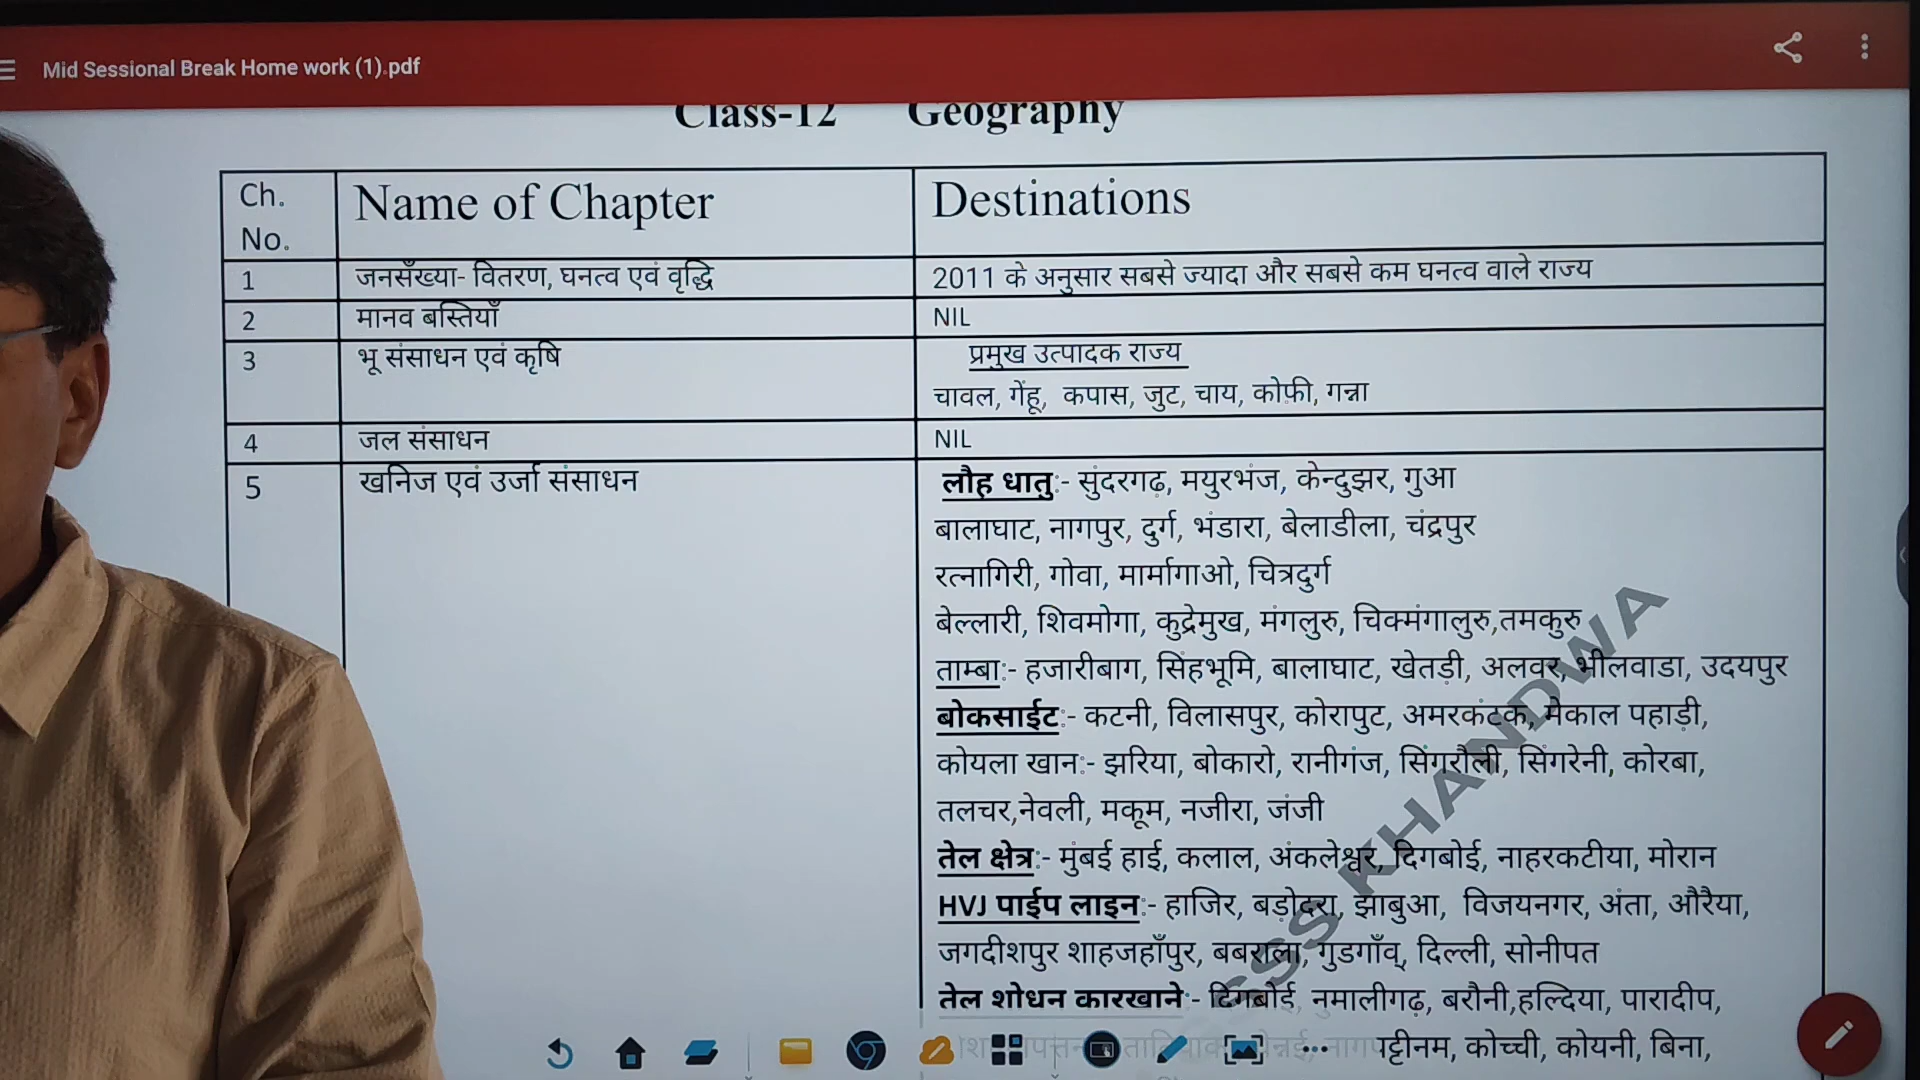 Mid Sessional Break Home work (1).pdf
Class-12 Geography
Ch. No.
Name of Chapter
Destinations
1
जनसँख्या- वितरण, घनत्व एवं वृद्धि
2011 के अनुसार सबसे ज्यादा और सबसे कम घनत्व वाले राज्य
2
मानव बस्तियाँ
NIL
3
भू संसाधन एवं कृषि
प्रमुख उत्पादक राज्य
चावल, गेंहू, कपास, जुट, चाय, कोफ़ी, गन्ना
4
जल संसाधन
NIL
5
खनिज एवं उर्जा संसाधन
लौह धातु:- सुंदरगढ़, मयुरभंज, केन्दुझर, गुआ
बालाघाट, नागपुर, दुर्ग, भंडारा, बेलाडीला, चंद्रपुर
रत्नागिरी, गोवा, मार्मागाओ, चित्रदुर्ग
बेल्लारी, शिवमोगा, कुद्रेमुख, मंगलुरु, चिक्मंगालुरु,तमकुरु
ताम्बा:- हजारीबाग, सिंहभूमि, बालाघाट, खेतड़ी, अलवर, भीलवाडा, उदयपुर
बोकसाईट:- कटनी, विलासपुर, कोरापुट, अमरकंटक, मैकाल पहाड़ी,
कोयला खान:- झरिया, बोकारो, रानीगंज, सिंगरौली, सिंगरेनी, कोरबा,
तलचर,नेवली, मकूम, नजीरा, जंजी
तेल क्षेत्र:- मुंबई हाई, कलाल, अंकलेश्वर, दिगबोई, नाहरकटीया, मोरान
HVJ पाईप लाइन:- हाजिर, बड़ोदरा, झाबुआ, विजयनगर, अंता, औरैया,
जगदीशपुर शाहजहाँपुर, बबराला, गुडगाँव, दिल्ली, सोनीपत
तेल शोधन कारखाने:- दिगबोई, नुमालीगढ़, बरौनी,हल्दिया, पारादीप,
पट्टीनम, कोच्ची, कोयनी, बिना,
SSS KHANDWA